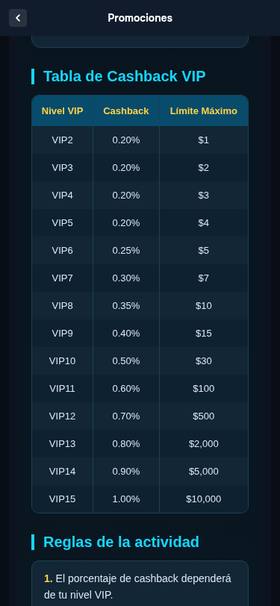 Promociones
Tabla de Cashback VIP
Nivel VIP Cashback Límite Máximo
VIP2 0.20% $1
VIP3 0.20% $2
VIP4 0.20% $3
VIP5 0.20% $4
VIP6 0.25% $5
VIP7 0.30% $7
VIP8 0.35% $10
VIP9 0.40% $15
VIP10 0.50% $30
VIP11 0.60% $100
VIP12 0.70% $500
VIP13 0.80% $2,000
VIP14 0.90% $5,000
VIP15 1.00% $10,000
Reglas de la actividad
1. El porcentaje de cashback dependerá
de tu nivel VIP.